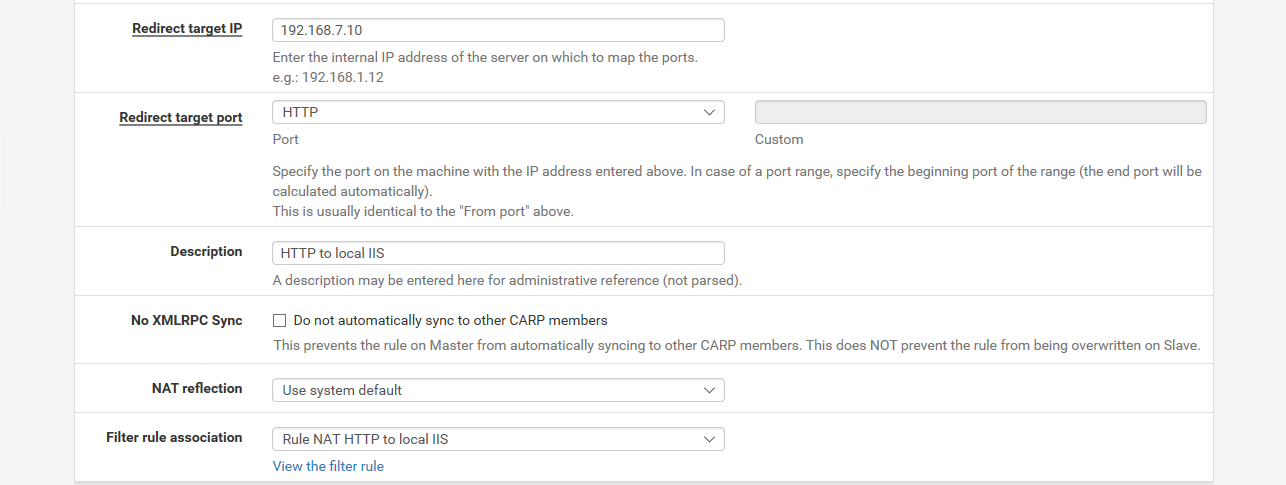 Redirect target IP
192.168.7.10
Enter the internal IP address of the server on which to map the ports.
e.g.: 192.168.1.12
Redirect target port
HTTP
Port
Custom
Specify the port on the machine with the IP address entered above. In case of a port range, specify the beginning port of the range (the end port will be
calculated automatically).
This is usually identical to the "From port" above.
Description
HTTP to local IIS
A description may be entered here for administrative reference (not parsed).
No XMLRPC Sync
Do not automatically sync to other CARP members
This prevents the rule on Master from automatically syncing to other CARP members. This does NOT prevent the rule from being overwritten on Slave.
NAT reflection
Use system default
Filter rule association
Rule NAT HTTP to local IIS
View the filter rule